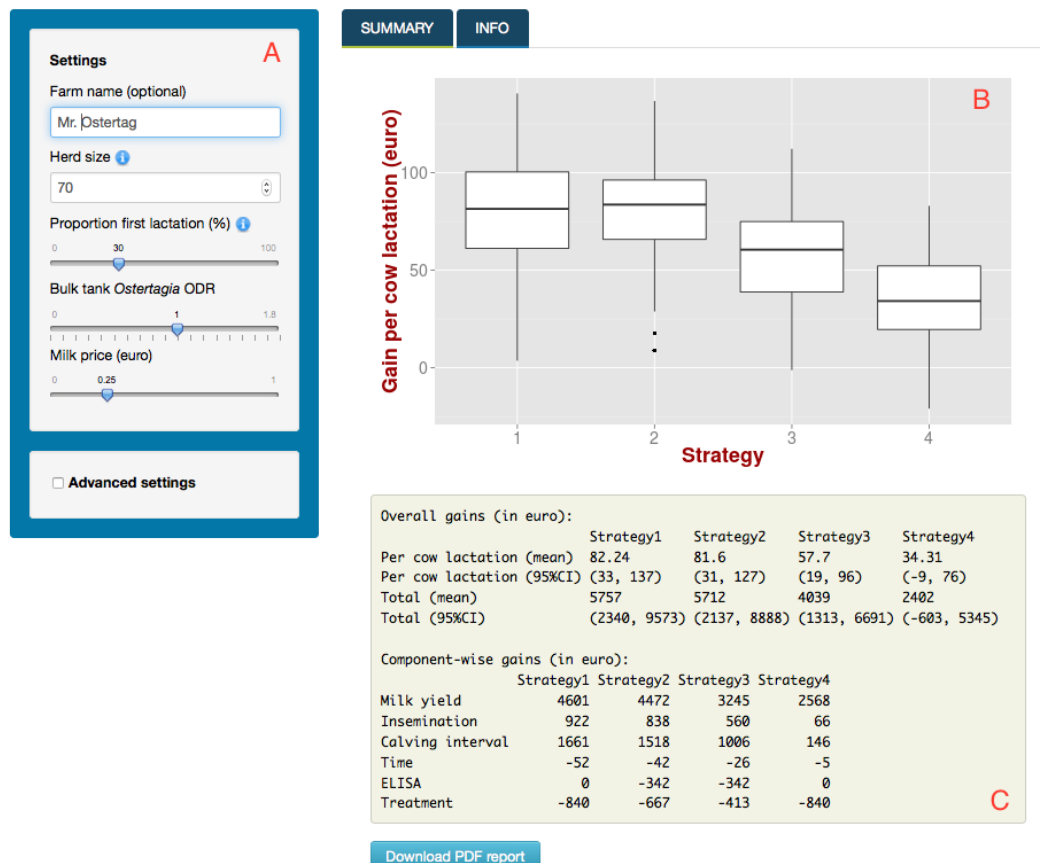 Settings
A
Farm name (optional)
Mr. Ostertag
Herd size
70
Proportion first lactation (%)
0 30 100
Bulk tank Ostertagia ODR
0 1 1.8
Milk price (euro)
0 0.25 1
Advanced settings
SUMMARY INFO
B
Gain per cow lactation (euro)
100
50
0
1 2 3 4
Strategy
Overall gains (in euro):
Strategy1 Strategy2 Strategy3 Strategy4
Per cow lactation (mean) 82.24 81.6 57.7 34.31
Per cow lactation (95%CI) (33, 137) (31, 127) (19, 96) (-9, 76)
Total (mean) 5757 5712 4039 2402
Total (95%CI) (2340, 9573) (2137, 8888) (1313, 6691) (-603, 5345)
Component-wise gains (in euro):
Strategy1 Strategy2 Strategy3 Strategy4
Milk yield 4601 4472 3245 2568
Insemination 922 838 560 66
Calving interval 1661 1518 1006 146
Time -52 -42 -26 -5
ELISA 0 -342 -342 0
Treatment -840 -667 -413 -840
C
Download PDF report